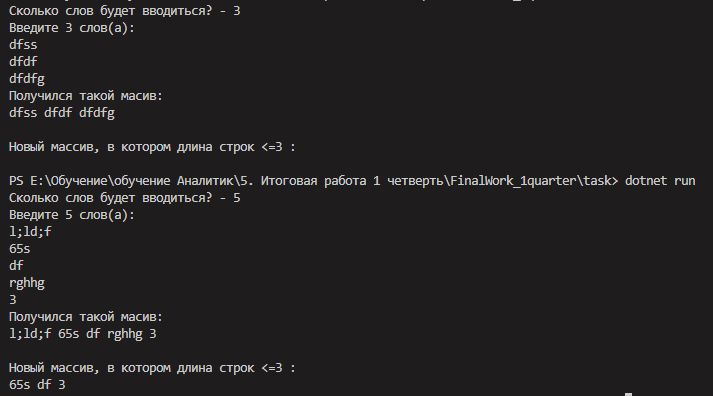 Сколько слов будет вводиться? - 3
Введите 3 слов(а):
dfss
dfdf
dfdfg
Получился такой масив:
dfss dfdf dfdfg
Новый массив, в котором длина строк <=3 :
PS E:\Обучение\обучение Аналитик\5. Итоговая работа 1 четверть\FinalWork_1quarter\task> dotnet run
Сколько слов будет вводиться? - 5
Введите 5 слов(а):
l;ld;f
65s
df
rghhg
3
Получился такой масив:
l;ld;f 65s df rghhg 3
Новый массив, в котором длина строк <=3 :
65s df 3